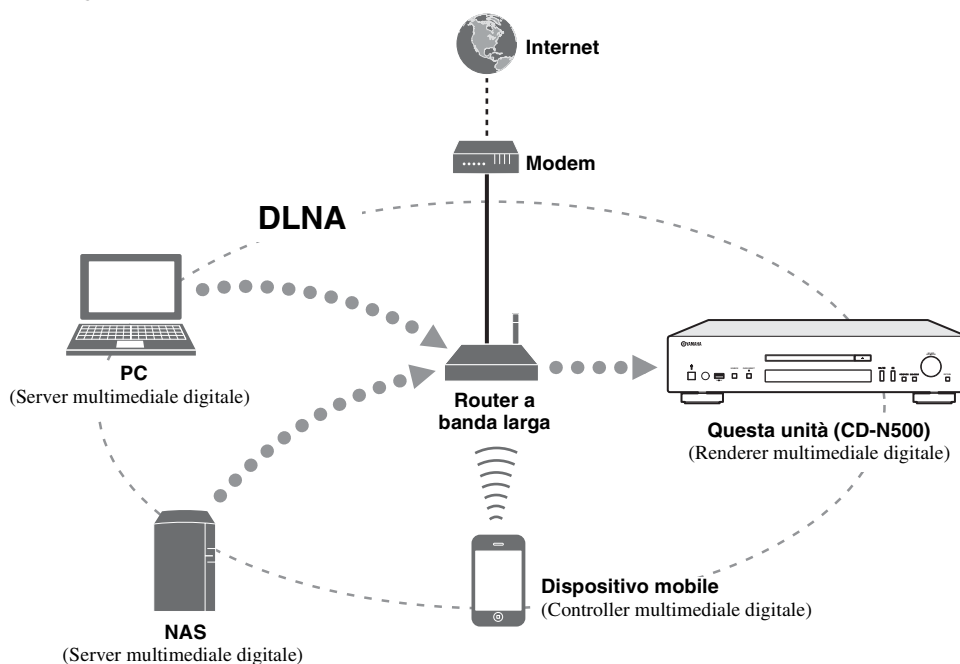 Internet
Modem
DLNA
PC
(Server multimediale digitale)
Router a
banda larga
YAMAHA
Questa unità (CD-N500)
(Renderer multimediale digitale)
Dispositivo mobile
(Controller multimediale digitale)
NAS
(Server multimediale digitale)